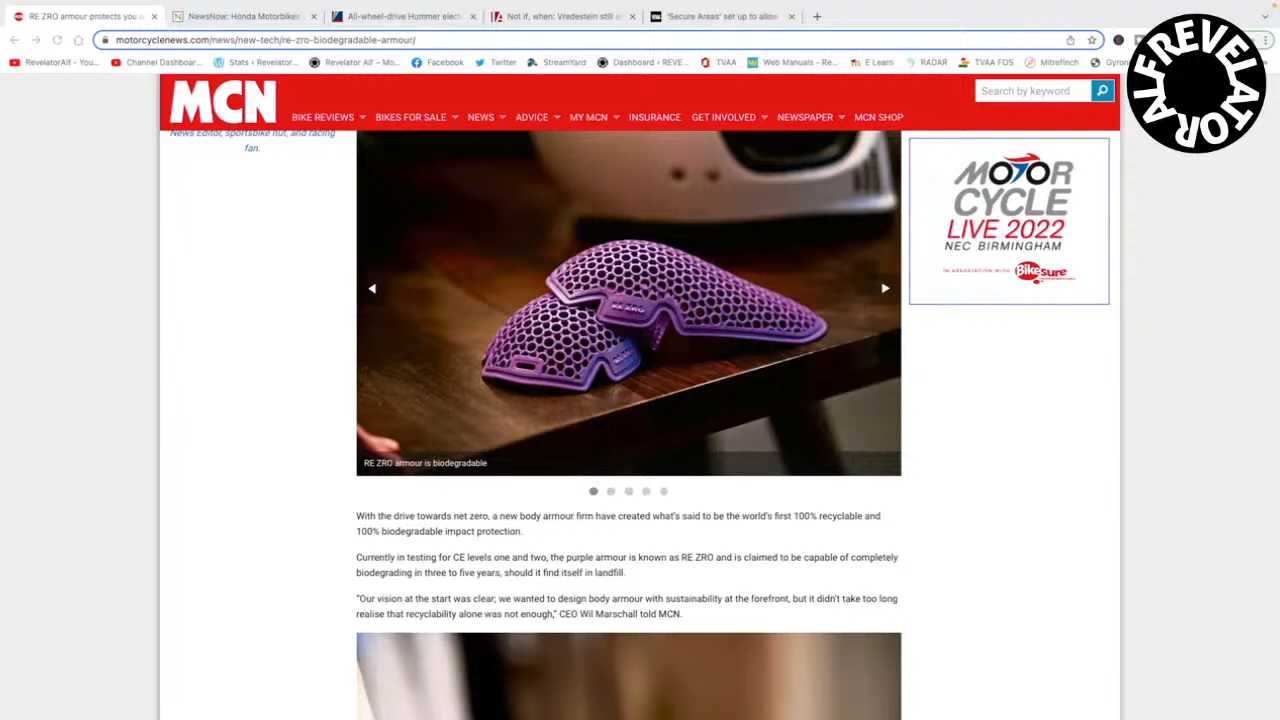 RE ZRO armour protects you a
NewsNow: Honda Motorbikes
All-wheel-drive Hummer elect
Not if, when: Vredestein still
'Secure Areas' set up to allow
motorcyclenews.com/news/new-tech/re-zro-biodegradable-armour/
RevelatorAlf - You...
Channel Dashboar...
Stats ‹ Revelator...
Revelator Alf – Mo...
Facebook
Twitter
StreamYard
Dashboard ‹ REVE...
TVAA
Web Manuals - Re...
E Learn
RADAR
TVAA FOS
Mitrefinch
Gyron
ALFREVELATOR
MCN
Search by keyword
BIKE REVIEWS
BIKES FOR SALE
NEWS
ADVICE
MY MCN
INSURANCE
GET INVOLVED
NEWSPAPER
MCN SHOP
News Editor, sportsbike nut, and racing
fan.
RE ZRO
MOTOR
CYCLE
LIVE 2022
NEC BIRMINGHAM
IN ASSOCIATION WITH Bikesure
RE ZRO armour is biodegradable
With the drive towards net zero, a new body armour firm have created what's said to be the world's first 100% recyclable and
100% biodegradable impact protection.
Currently in testing for CE levels one and two, the purple armour is known as RE ZRO and is claimed to be capable of completely
biodegrading in three to five years, should it find itself in landfill.
"Our vision at the start was clear; we wanted to design body armour with sustainability at the forefront, but it didn't take too long
realise that recyclability alone was not enough," CEO Wil Marschall told MCN.